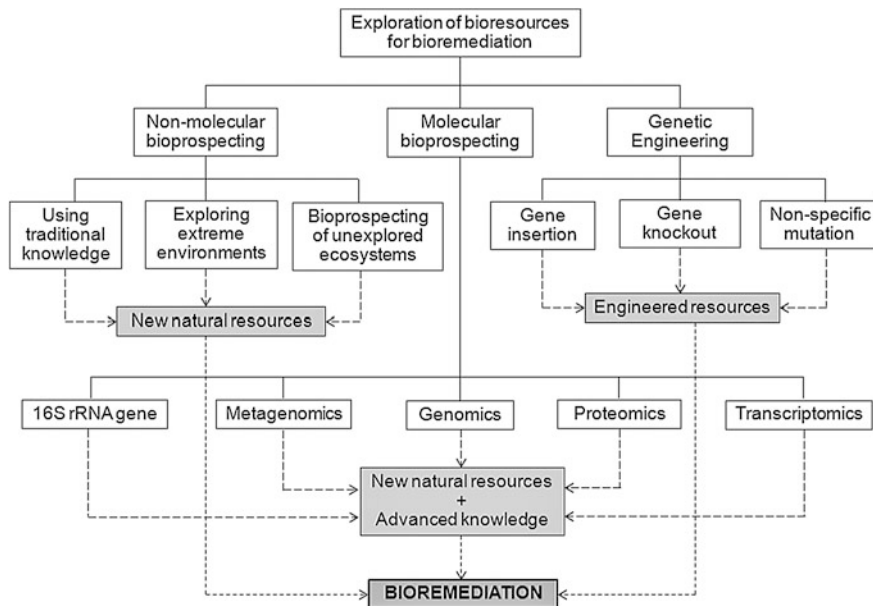 Exploration of bioresources
for bioremediation
Non-molecular
bioprospecting
Molecular
bioprospecting
Genetic
Engineering
Using
traditional
knowledge
Exploring
extreme
environments
Bioprospecting
of unexplored
ecosystems
Gene
insertion
Gene
knockout
Non-specific
mutation
New natural resources
Engineered resources
16S rRNA gene
Metagenomics
Genomics
Proteomics
Transcriptomics
New natural resources
+
Advanced knowledge
BIOREMEDIATION